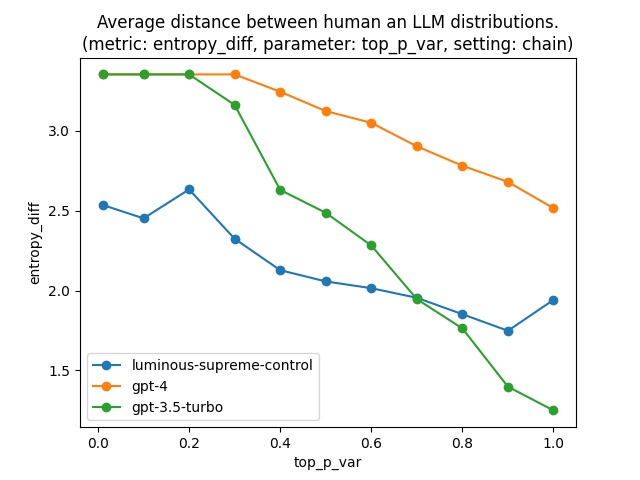 Average distance between human an LLM distributions.
(metric: entropy_diff, parameter: top_p_var, setting: chain)
entropy_diff
3.0
2.5
2.0
1.5
luminous-supreme-control
gpt-4
gpt-3.5-turbo
0.0 0.2 0.4 0.6 0.8 1.0
top_p_var